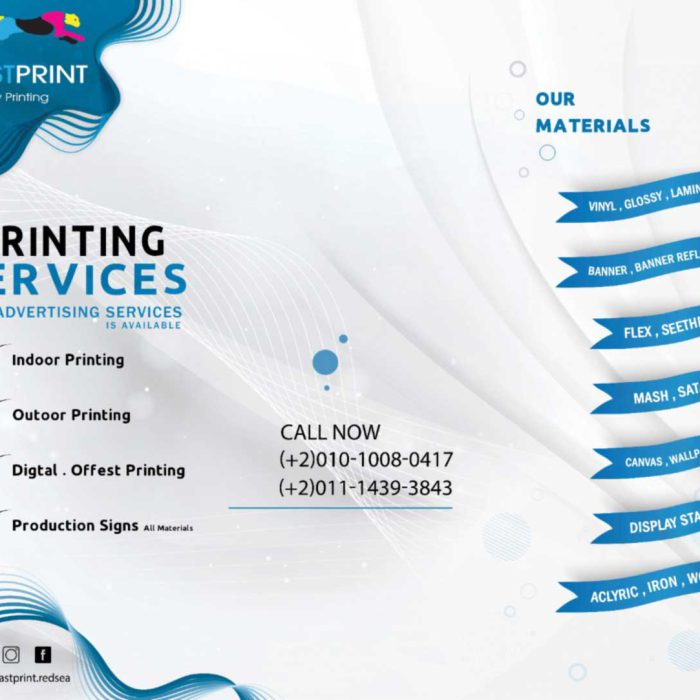 STPRINT
Printing
RINTING
ERVICES
ADVERTISING SERVICES
IS AVAILABLE
Indoor Printing
Outoor Printing
Digtal . Offest Printing
Production Signs All Materials
astprint.redsea
CALL NOW
(+2)010-1008-0417
(+2)011-1439-3843
OUR
MATERIALS
VINYL , GLOSSY , LAMIN
BANNER , BANNER REFL
FLEX , SEETH
MASH , SAT
CANVAS , WALLP
DISPLAY STA
ACLYRIC , IRON , W